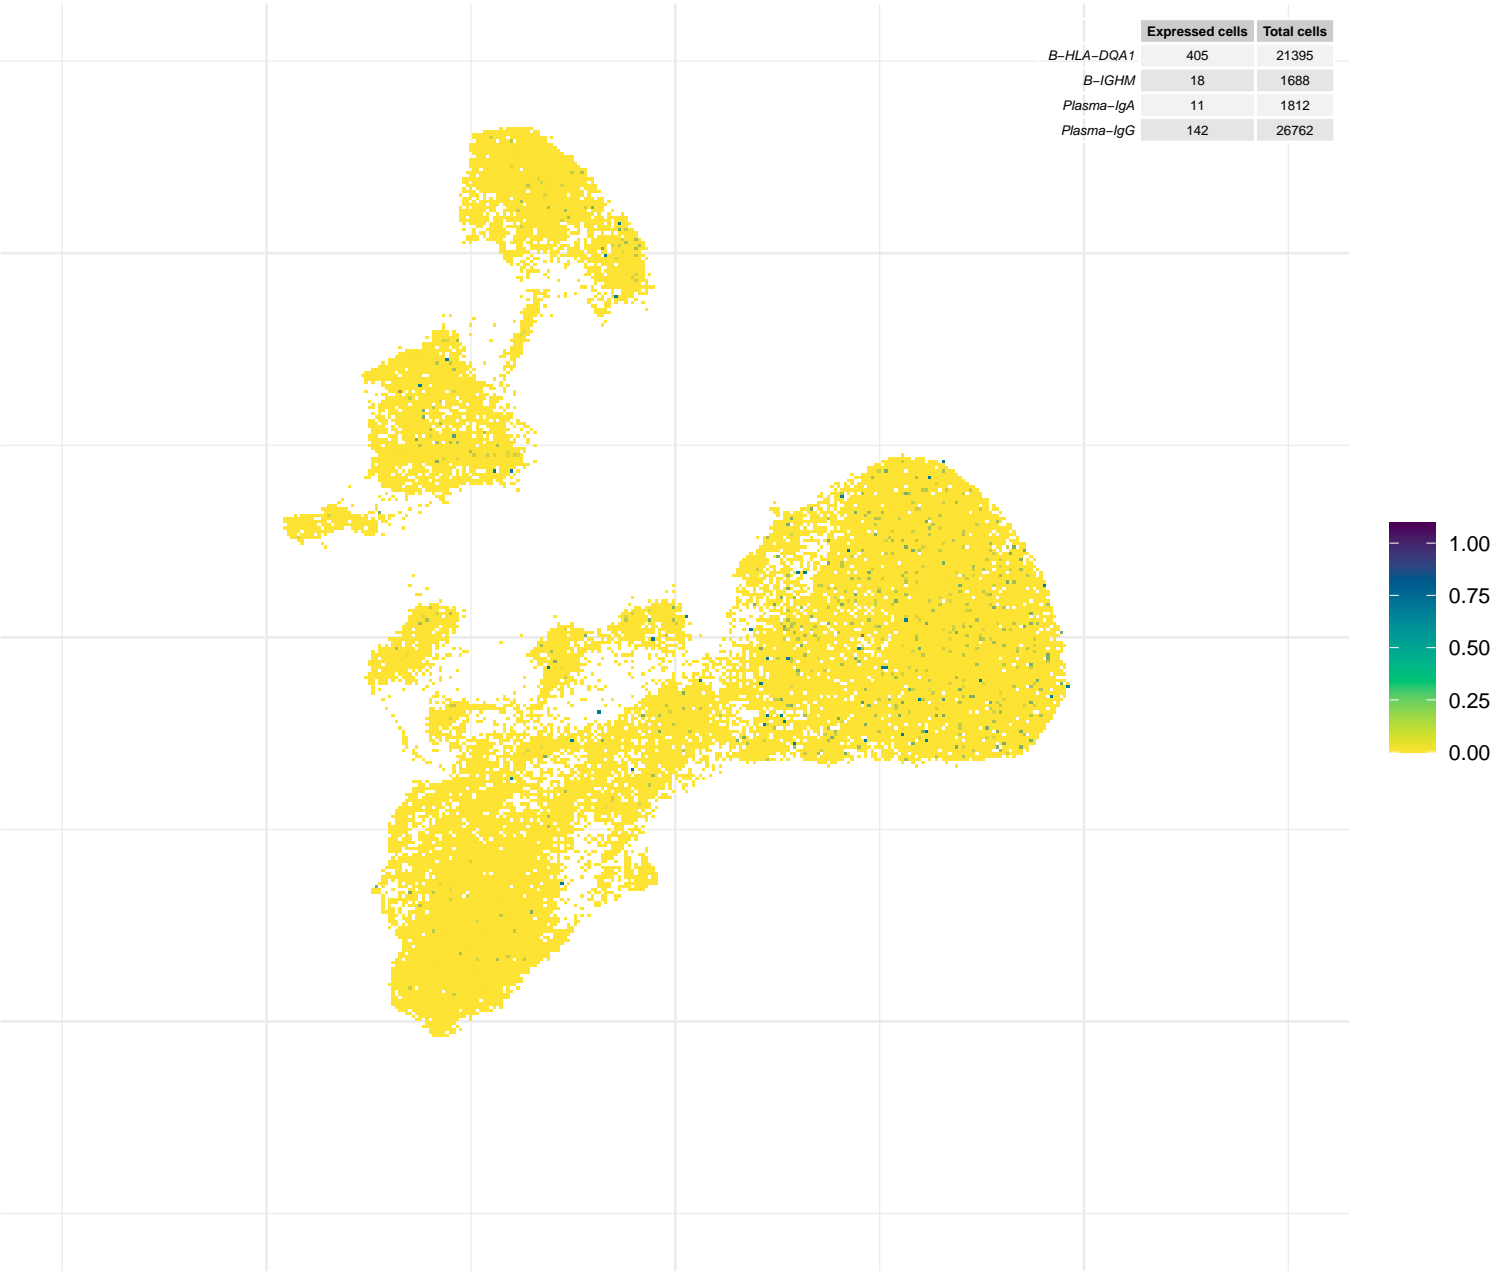 Expressed cells Total cells
B−HLA−DQA1 405 21395
B−IGHM 18 1688
Plasma−IgA 11 1812
Plasma−IgG 142 26762
1.00
0.75
0.50
0.25
0.00